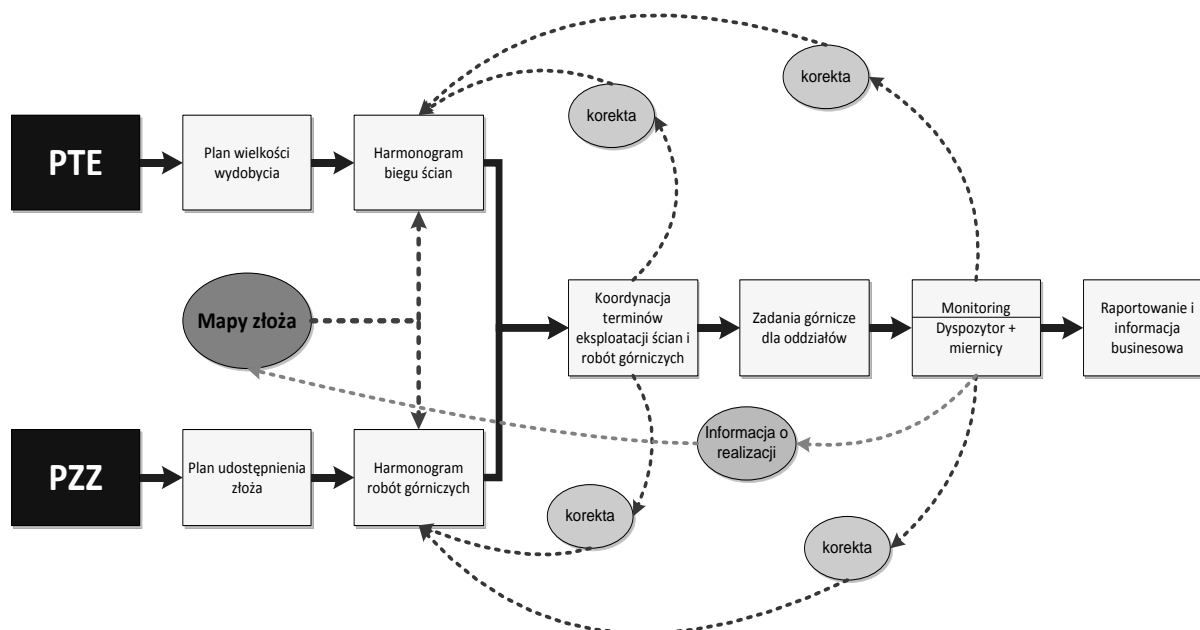 korekta
korekta
PTE
Plan wielkości
wydobycia
Harmonogram
biegu ścian
Mapy złoża
Koordynacja
terminów
eksploatacji ścian i
robót górniczych
Zadania górnicze
dla oddziałów
Monitoring
Dyspozytor +
miernicy
Raportowanie i
informacja
businesowa
PZZ
Plan udostępnienia
złoża
Harmonogram
robót górniczych
Informacja o
realizacji
korekta
korekta